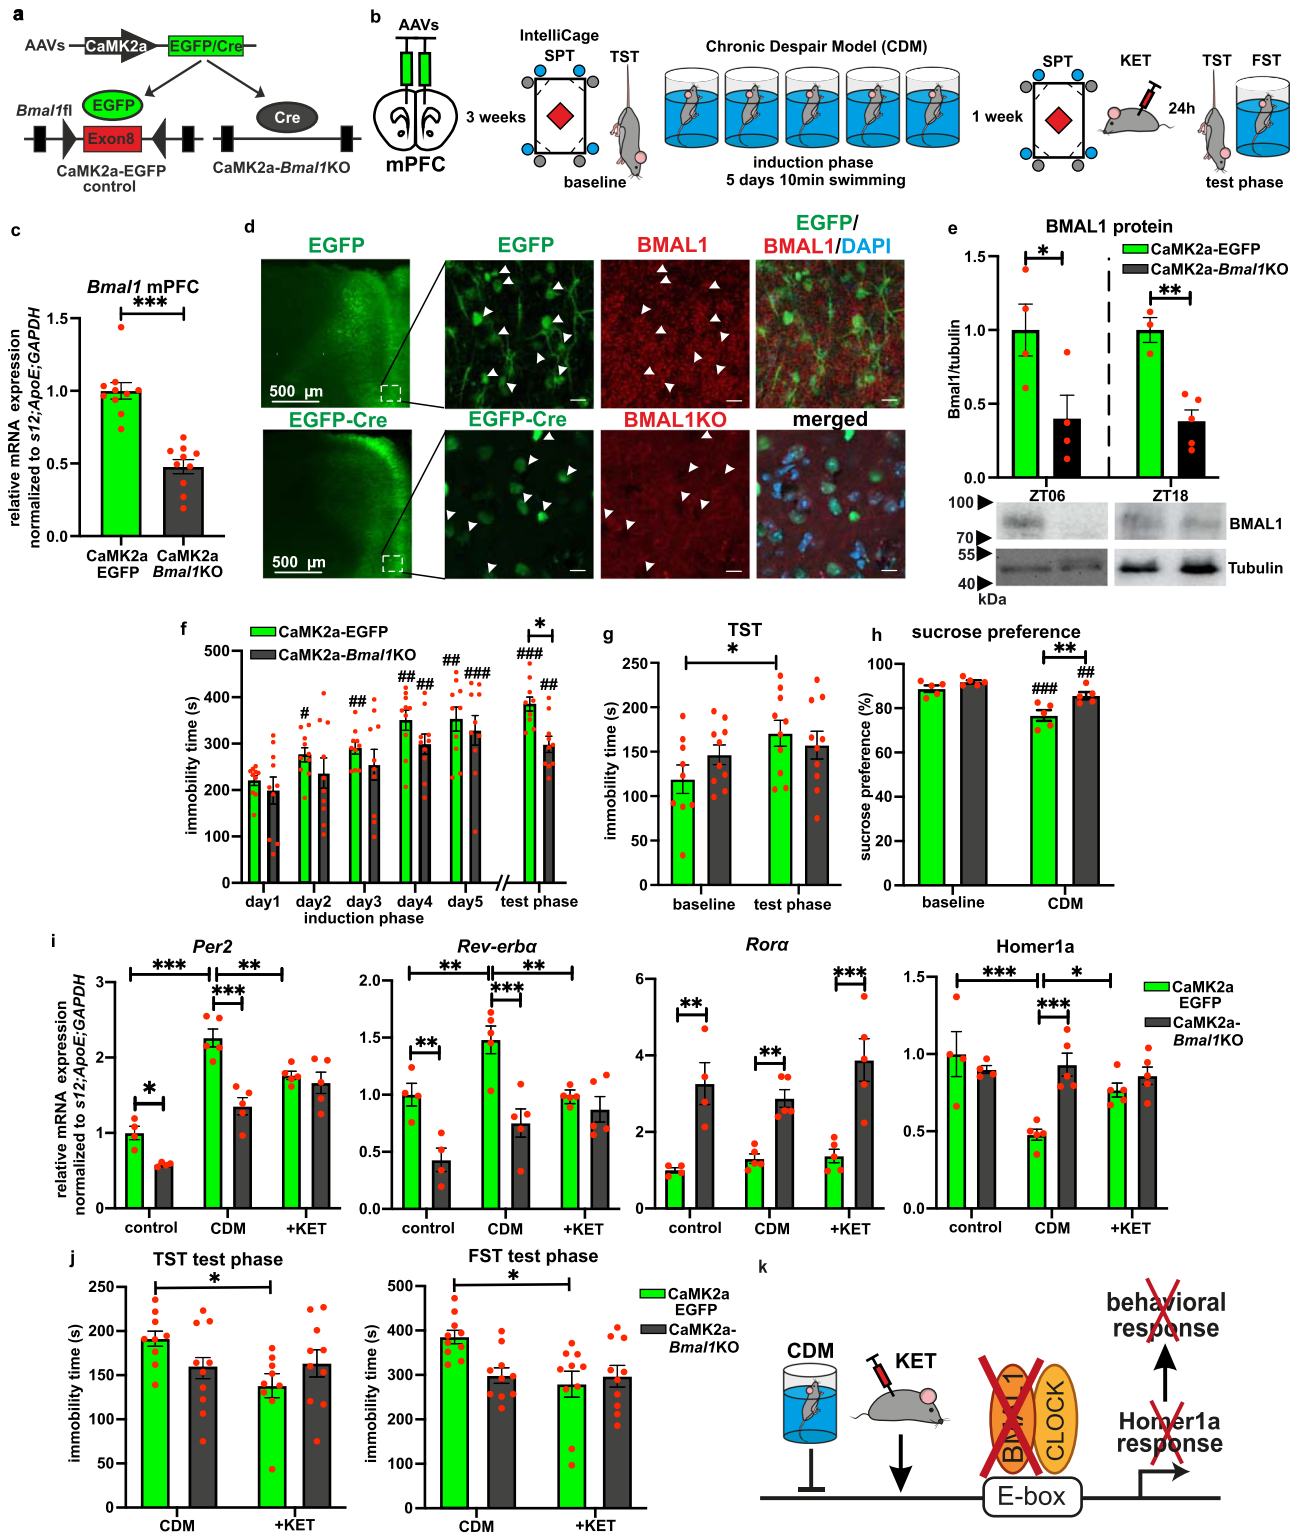 a
AAVs
CaMK2a
EGFP/Cre
Bmal1fl
EGFP
Cre
Exon8
CaMK2a-EGFP
control
CaMK2a-Bmal1KO
b
AAVs
mPFC
3 weeks
IntelliCage
SPT
TST
baseline
Chronic Despair Model (CDM)
induction phase
5 days 10min swimming
1 week
SPT
KET
24h
TST
FST
test phase
c
Bmal1 mPFC
***
relative mRNA expression
normalized to s12;ApoE;GAPDH
1.5
1.0
0.5
0.0
CaMK2a
EGFP
CaMK2a
Bmal1KO
d
EGFP
EGFP
BMAL1
EGFP/
BMAL1/DAPI
500 µm
EGFP-Cre
EGFP-Cre
BMAL1KO
merged
500 µm
e
BMAL1 protein
CaMK2a-EGFP
CaMK2a-Bmal1KO
*
**
Bmal1/tubulin
1.5
1.0
0.5
0.0
ZT06
ZT18
100
70
55
40
kDa
BMAL1
Tubulin
f
CaMK2a-EGFP
CaMK2a-Bmal1KO
immobility time (s)
500
400
300
200
100
0
#
##
##
##
##
###
###
##
*
day1
day2
day3
day4
day5
test phase
induction phase
g
TST
*
immobility time (s)
250
200
150
100
50
0
baseline
test phase
h
sucrose preference
**
###
##
sucrose preference (%)
100
80
60
40
20
0
baseline
CDM
i
relative mRNA expression
normalized to s12;ApoE;GAPDH
Per2
***
**
***
*
3
2
1
0
control
CDM
+KET
Rev-erbα
**
**
***
**
2.0
1.5
1.0
0.5
0.0
control
CDM
+KET
Rorα
**
**
***
6
4
2
0
control
CDM
+KET
Homer1a
***
*
***
1.5
1.0
0.5
0.0
control
CDM
+KET
CaMK2a
EGFP
CaMK2a-
Bmal1KO
j
TST test phase
*
immobility time (s)
250
200
150
100
50
0
CDM
+KET
FST test phase
*
immobility time (s)
500
400
300
200
100
0
CDM
+KET
CaMK2a
EGFP
CaMK2a-
Bmal1KO
k
CDM
KET
BMAL1
CLOCK
E-box
behavioral
response
Homer1a
response